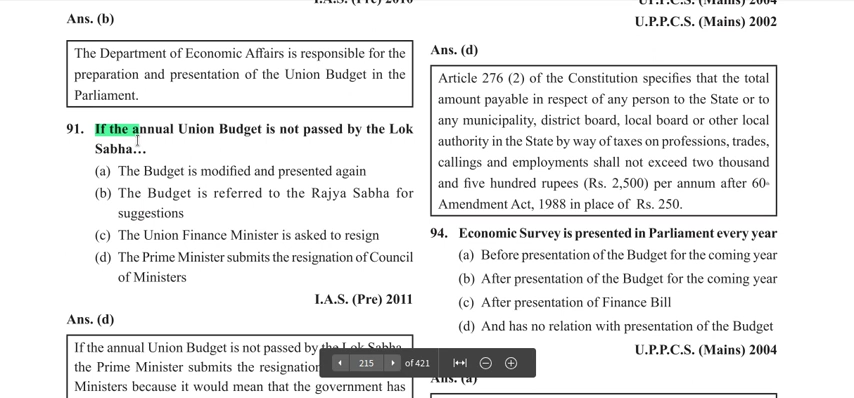 I.A.S. (Pre) 2010
Ans. (b)
The Department of Economic Affairs is responsible for the
preparation and presentation of the Union Budget in the
Parliament.
91. If the annual Union Budget is not passed by the Lok
Sabha…
(a) The Budget is modified and presented again
(b) The Budget is referred to the Rajya Sabha for
suggestions
(c) The Union Finance Minister is asked to resign
(d) The Prime Minister submits the resignation of Council
of Ministers
I.A.S. (Pre) 2011
Ans. (d)
If the annual Union Budget is not passed by the Lok Sabha
the Prime Minister submits the resignation
Ministers because it would mean that the government has
U.P.P.C.S. (Mains) 2004
U.P.P.C.S. (Mains) 2002
Ans. (d)
Article 276 (2) of the Constitution specifies that the total
amount payable in respect of any person to the State or to
any municipality, district board, local board or other local
authority in the State by way of taxes on professions, trades,
callings and employments shall not exceed two thousand
and five hundred rupees (Rs. 2,500) per annum after 60-
Amendment Act, 1988 in place of Rs. 250.
94. Economic Survey is presented in Parliament every year
(a) Before presentation of the Budget for the coming year
(b) After presentation of the Budget for the coming year
(c) After presentation of Finance Bill
(d) And has no relation with presentation of the Budget
U.P.P.C.S. (Mains) 2004
Ans. (a)
215 of 421